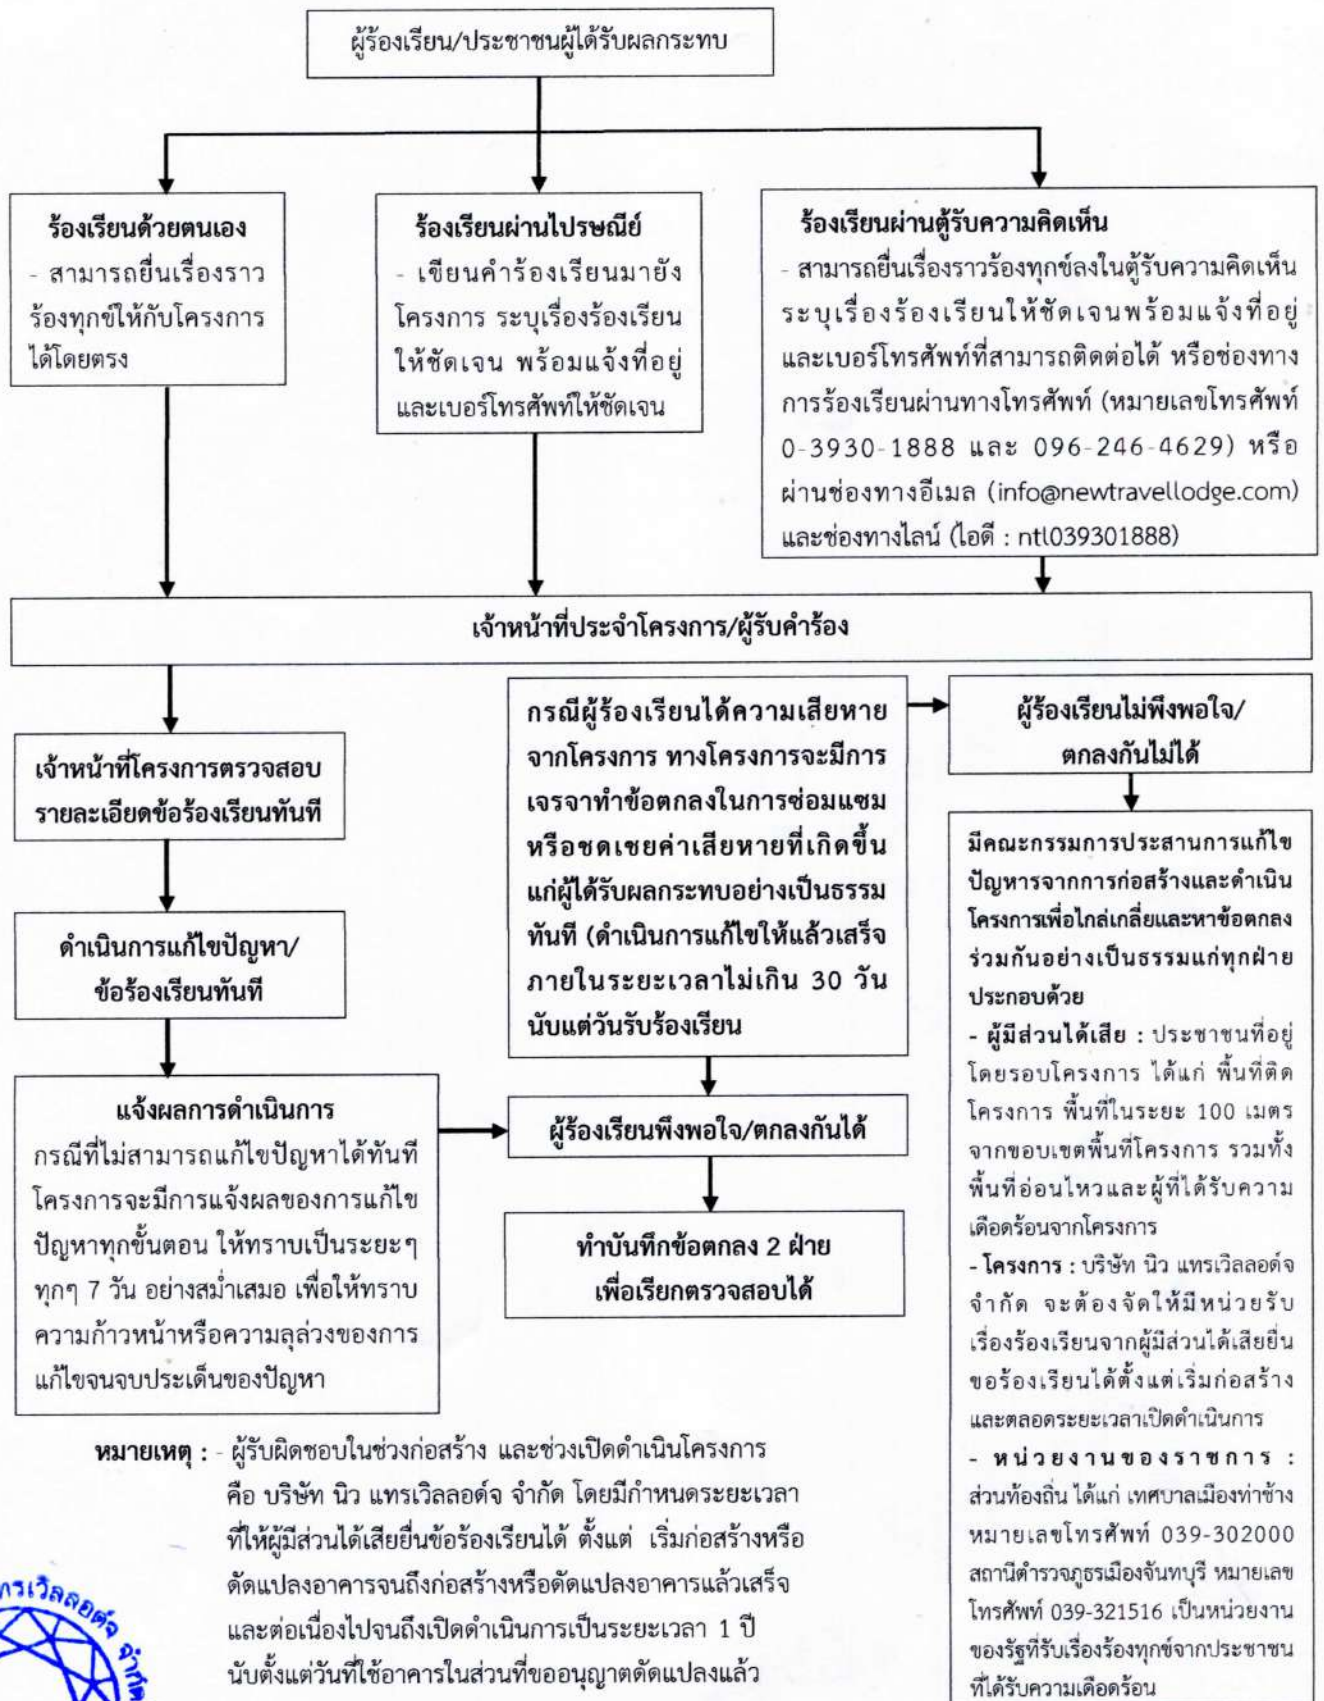 ผู้ร้องเรียน/ประชาชนผู้ได้รับผลกระทบ
ร้องเรียนด้วยตนเอง
- สามารถยื่นเรื่องราว
ร้องทุกข์ให้กับโครงการ
ได้โดยตรง
ร้องเรียนผ่านไปรษณีย์
- เขียนคำร้องเรียนมายัง
โครงการ ระบุเรื่องร้องเรียน
ให้ชัดเจน พร้อมแจ้งที่อยู่
และเบอร์โทรศัพท์ให้ชัดเจน
ร้องเรียนผ่านตู้รับความคิดเห็น
- สามารถยื่นเรื่องราวร้องทุกข์ลงในตู้รับความคิดเห็น
ระบุเรื่องร้องเรียนให้ชัดเจนพร้อมแจ้งที่อยู่
และเบอร์โทรศัพท์ที่สามารถติดต่อได้ หรือช่องทาง
การร้องเรียนผ่านทางโทรศัพท์ (หมายเลขโทรศัพท์
0-3930-1888 และ 096-246-4629) หรือ
ผ่านช่องทางอีเมล (info@newtravellodge.com)
และช่องทางไลน์ (ไอดี : ntl039301888)
เจ้าหน้าที่ประจำโครงการ/ผู้รับคำร้อง
เจ้าหน้าที่โครงการตรวจสอบ
รายละเอียดข้อร้องเรียนทันที
ดำเนินการแก้ไขปัญหา/
ข้อร้องเรียนทันที
แจ้งผลการดำเนินการ
กรณีที่ไม่สามารถแก้ไขปัญหาได้ทันที
โครงการจะมีการแจ้งผลของการแก้ไข
ปัญหาทุกขั้นตอน ให้ทราบเป็นระยะๆ
ทุกๆ 7 วัน อย่างสม่ำเสมอ เพื่อให้ทราบ
ความก้าวหน้าหรือความลุล่วงของการ
แก้ไขจนจบประเด็นของปัญหา
กรณีผู้ร้องเรียนได้ความเสียหาย
จากโครงการ ทางโครงการจะมีการ
เจรจาทำข้อตกลงในการซ่อมแซม
หรือชดเชยค่าเสียหายที่เกิดขึ้น
แก่ผู้ได้รับผลกระทบอย่างเป็นธรรม
ทันที (ดำเนินการแก้ไขให้แล้วเสร็จ
ภายในระยะเวลาไม่เกิน 30 วัน
นับแต่วันรับร้องเรียน
ผู้ร้องเรียนพึงพอใจ/ตกลงกันได้
ทำบันทึกข้อตกลง 2 ฝ่าย
เพื่อเรียกตรวจสอบได้
ผู้ร้องเรียนไม่พึงพอใจ/
ตกลงกันไม่ได้
มีคณะกรรมการประสานการแก้ไข
ปัญหารจากการก่อสร้างและดำเนิน
โครงการเพื่อไกล่เกลี่ยและหาข้อตกลง
ร่วมกันอย่างเป็นธรรมแก่ทุกฝ่าย
ประกอบด้วย
- ผู้มีส่วนได้เสีย : ประชาชนที่อยู่
โดยรอบโครงการ ได้แก่ พื้นที่ติด
โครงการ พื้นที่ในระยะ 100 เมตร
จากขอบเขตพื้นที่โครงการ รวมทั้ง
พื้นที่อ่อนไหวและผู้ที่ได้รับความ
เดือดร้อนจากโครงการ
- โครงการ : บริษัท นิว แทรเวิลลอด์จ
จำกัด จะต้องจัดให้มีหน่วยรับ
เรื่องร้องเรียนจากผู้มีส่วนได้เสียยื่น
ขอร้องเรียนได้ตั้งแต่เริ่มก่อสร้าง
และตลอดระยะเวลาเปิดดำเนินการ
- หน่วยงานของราชการ :
ส่วนท้องถิ่น ได้แก่ เทศบาลเมืองท่าช้าง
หมายเลขโทรศัพท์ 039-302000
สถานีตำรวจภูธรเมืองจันทบุรี หมายเลข
โทรศัพท์ 039-321516 เป็นหน่วยงาน
ของรัฐที่รับเรื่องร้องทุกข์จากประชาชน
ที่ได้รับความเดือดร้อน
หมายเหตุ : - ผู้รับผิดชอบในช่วงก่อสร้าง และช่วงเปิดดำเนินโครงการ
คือ บริษัท นิว แทรเวิลลอด์จ จำกัด โดยมีกำหนดระยะเวลา
ที่ให้ผู้มีส่วนได้เสียยื่นข้อร้องเรียนได้ ตั้งแต่ เริ่มก่อสร้างหรือ
ดัดแปลงอาคารจนถึงก่อสร้างหรือดัดแปลงอาคารแล้วเสร็จ
และต่อเนื่องไปจนถึงเปิดดำเนินการเป็นระยะเวลา 1 ปี
นับตั้งแต่วันที่ใช้อาคารในส่วนที่ขออนุญาตดัดแปลงแล้ว
ทรเวิลลอด์จ จำกัด